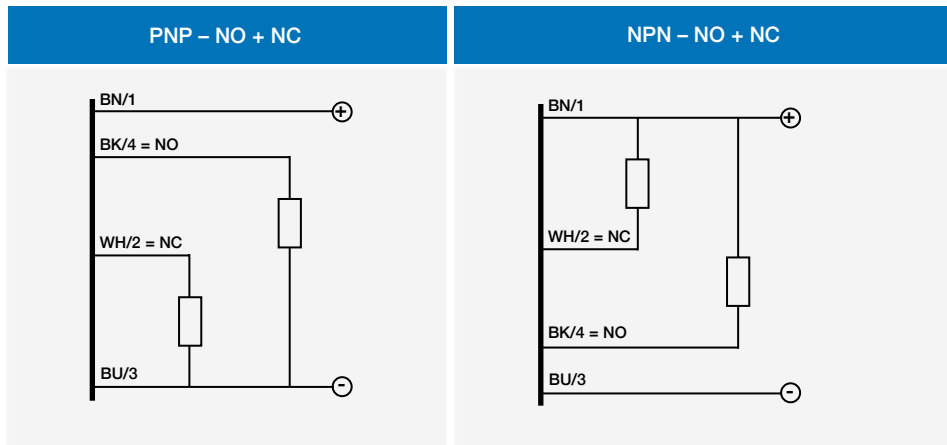 PNP – NO + NC
BN/1
+
BK/4 = NO
WH/2 = NC
BU/3
-
NPN – NO + NC
BN/1
+
WH/2 = NC
BK/4 = NO
BU/3
-